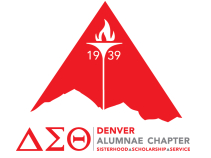 19 39
ΔΣΘ
DENVER
ALUMNAE CHAPTER
SISTERHOOD▲SCHOLARSHIP▲SERVICE